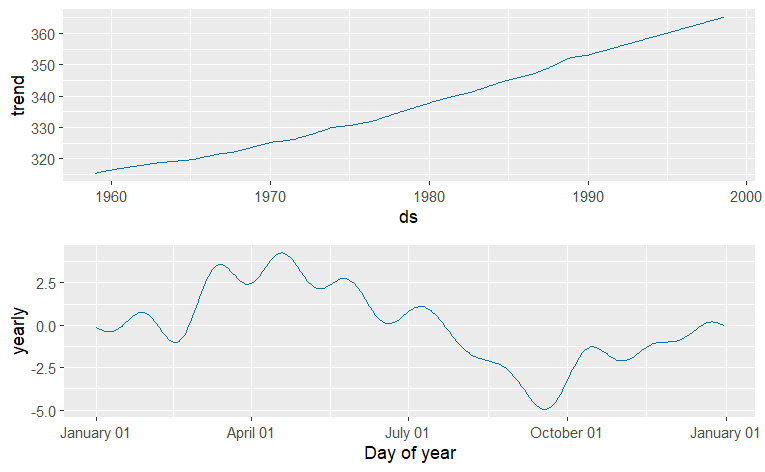 360
350
340
330
320
trend
1960 1970 1980 1990 2000
ds
2.5
0.0
-2.5
-5.0
yearly
January 01 April 01 July 01 October 01 January 01
Day of year